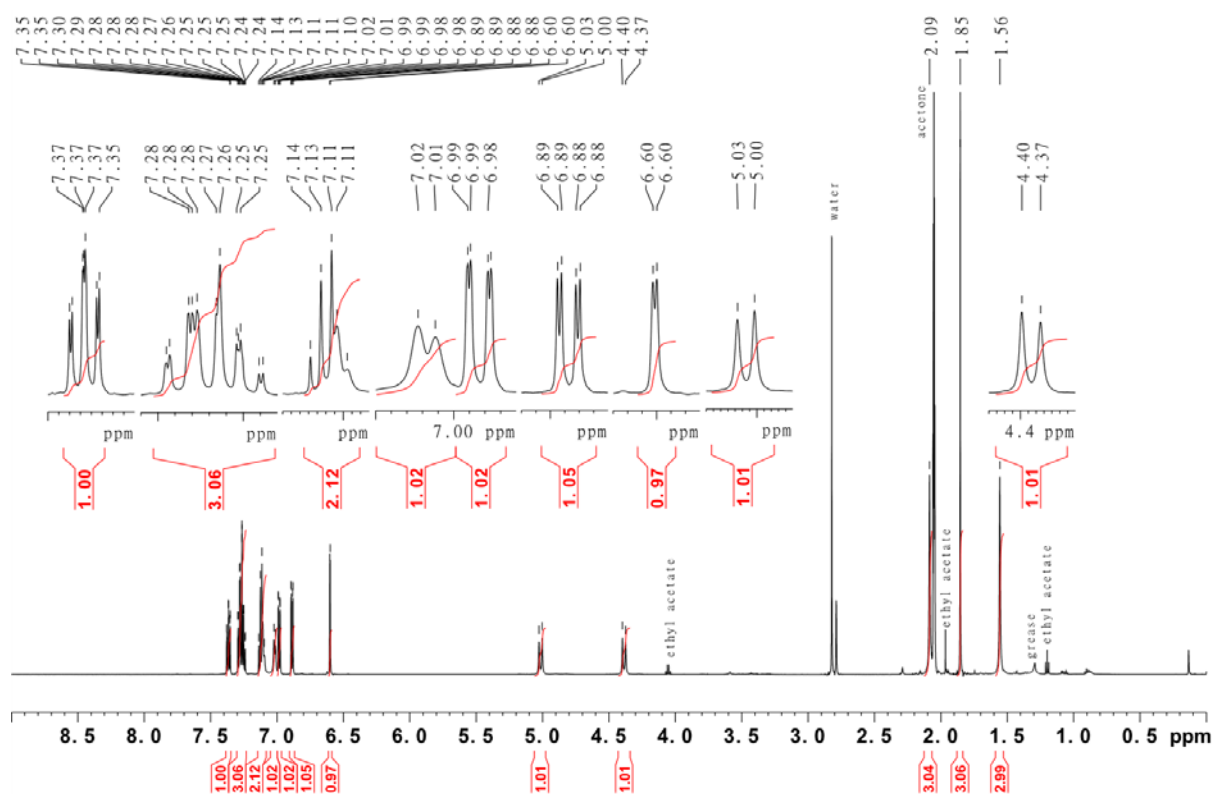 7.35 7.35 7.30 7.29 7.28 7.28 7.28 7.27 7.26 7.25 7.25 7.25 7.24 7.24 7.14 7.13 7.11 7.11 7.10 7.02 7.01 6.99 6.99 6.98 6.98 6.89 6.89 6.88 6.88 6.60 6.60 5.03 5.00 4.40 4.37 2.09 1.85 1.56
7.37 7.37 7.37 7.35
7.28 7.28 7.28 7.27 7.26 7.25 7.25
7.14 7.13 7.11 7.11
7.02 7.01 6.99 6.99 6.98
6.89 6.89 6.88 6.88
6.60 6.60
5.03 5.00
4.40 4.37
acetone
water
ppm
ppm
ppm
7.00 ppm
ppm
ppm
ppm
4.4 ppm
1.00 3.06 2.12 1.02 1.02 1.05 0.97 1.01 1.01
ethyl acetate
ethyl acetate
grease
ethyl acetate
8.5 7.5 7.0 6.5 6.0 5.5 5.0 4.5 4.0 3.5 3.0 2.5 2.0 1.5 1.0 0.5 ppm
1.00 3.06 2.12 1.02 1.02 1.05 0.97 1.01 1.01 3.04 3.06 2.99